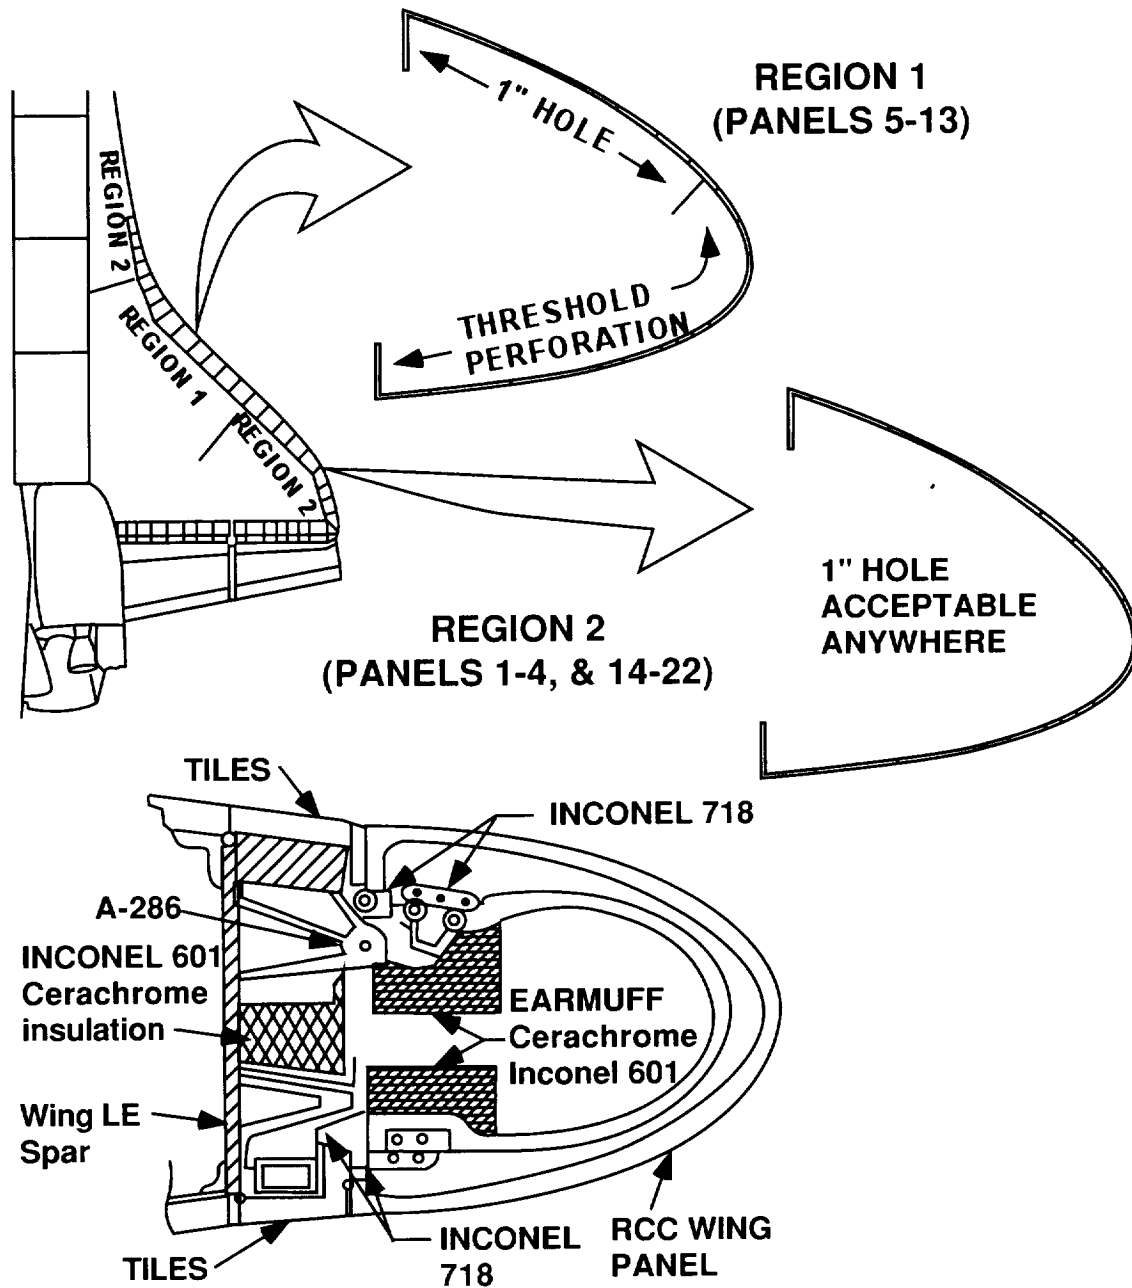 REGION 1
(PANELS 5-13)
1" HOLE
THRESHOLD
PERFORATION
REGION 2
REGION 1
REGION 2
1" HOLE
ACCEPTABLE
ANYWHERE
REGION 2
(PANELS 1-4, & 14-22)
TILES
INCONEL 718
A-286
INCONEL 601
Cerachrome
insulation
EARMUFF
Cerachrome
Inconel 601
Wing LE
Spar
TILES
INCONEL
718
RCC WING
PANEL